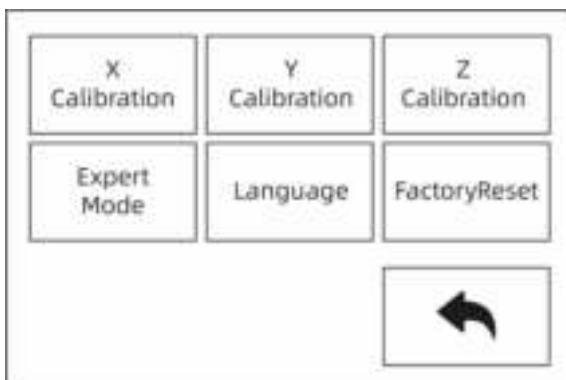 X
Calibration
Y
Calibration
Z
Calibration
Expert
Mode
Language
FactoryReset